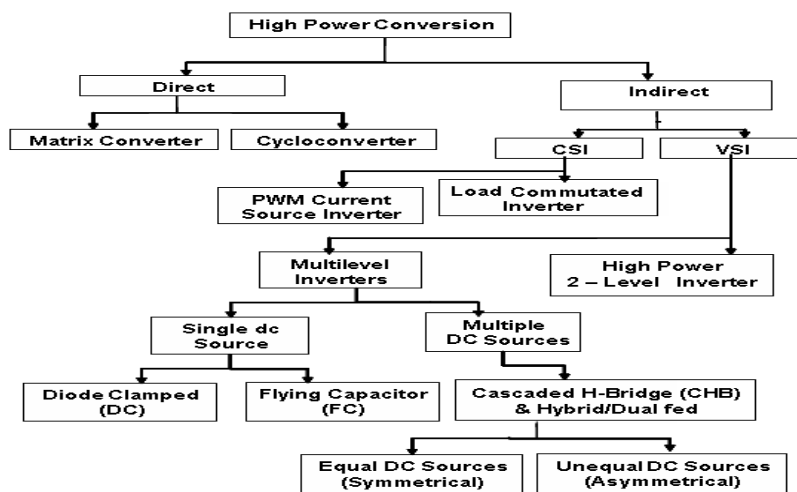 High Power Conversion
Direct
Indirect
Matrix Converter
Cycloconverter
CSI
VSI
PWM Current
Source Inverter
Load Commutated
Inverter
Multilevel
Inverters
High Power
2 – Level Inverter
Single dc
Source
Multiple
DC Sources
Diode Clamped
(DC)
Flying Capacitor
(FC)
Cascaded H-Bridge (CHB)
& Hybrid/Dual fed
Equal DC Sources
(Symmetrical)
Unequal DC Sources
(Asymmetrical)